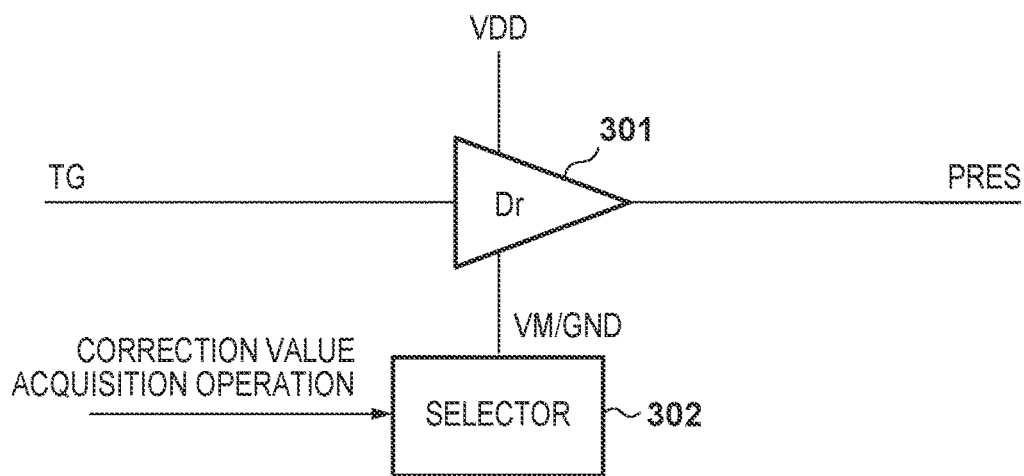 VDD
301
TG
Dr
PRES
VM/GND
CORRECTION VALUE
ACQUISITION OPERATION
SELECTOR
302